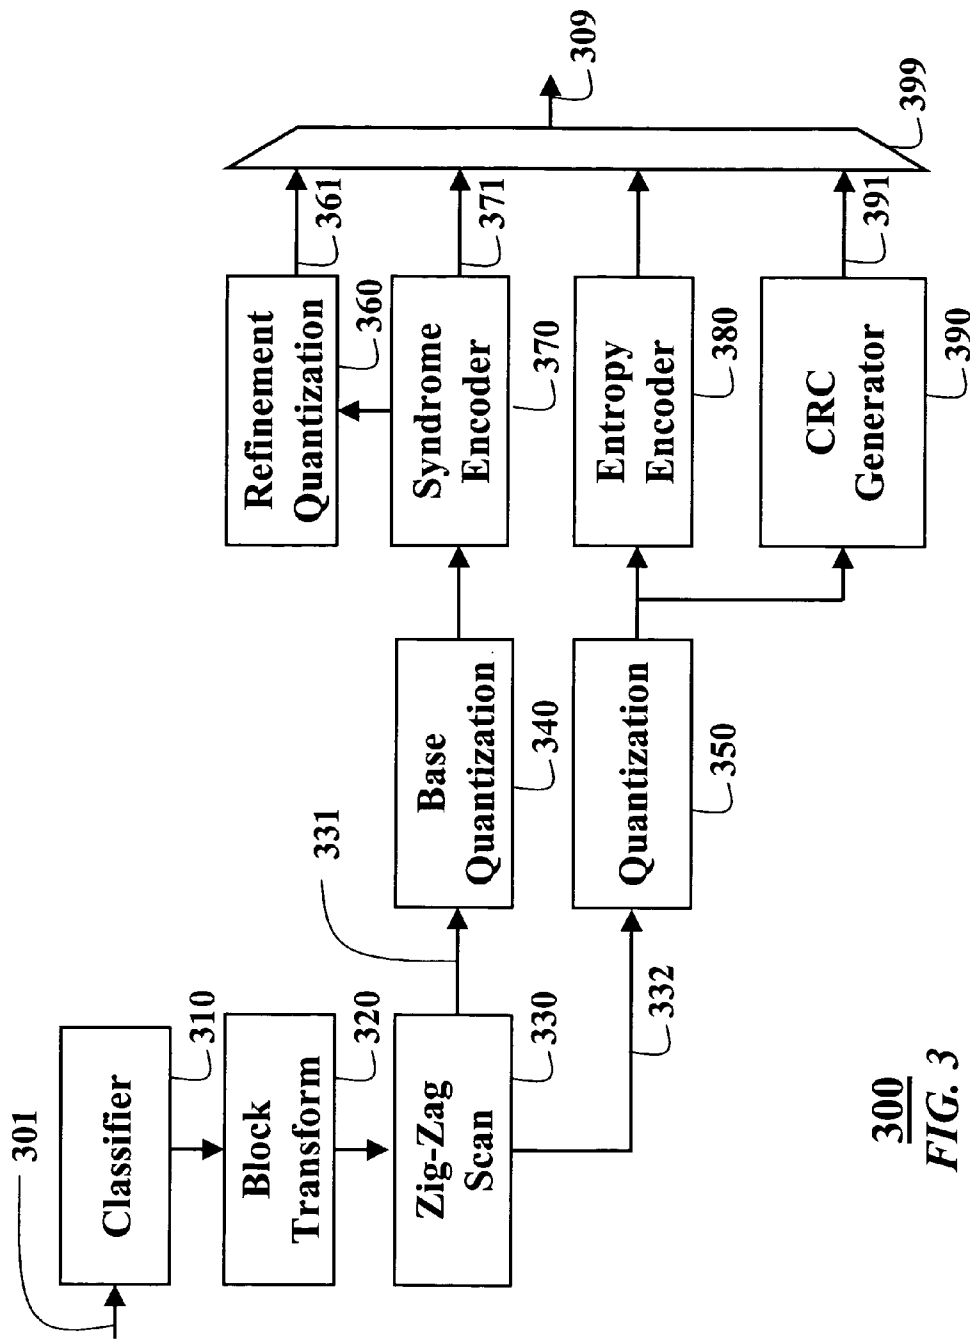 301
Classifier
310
Block
Transform
320
Zig-Zag
Scan
330
331
332
Base
Quantization
340
Quantization
350
Refinement
Quantization
360
361
Syndrome
Encoder
370
371
Entropy
Encoder
380
CRC
Generator
390
391
309
399
300
FIG. 3